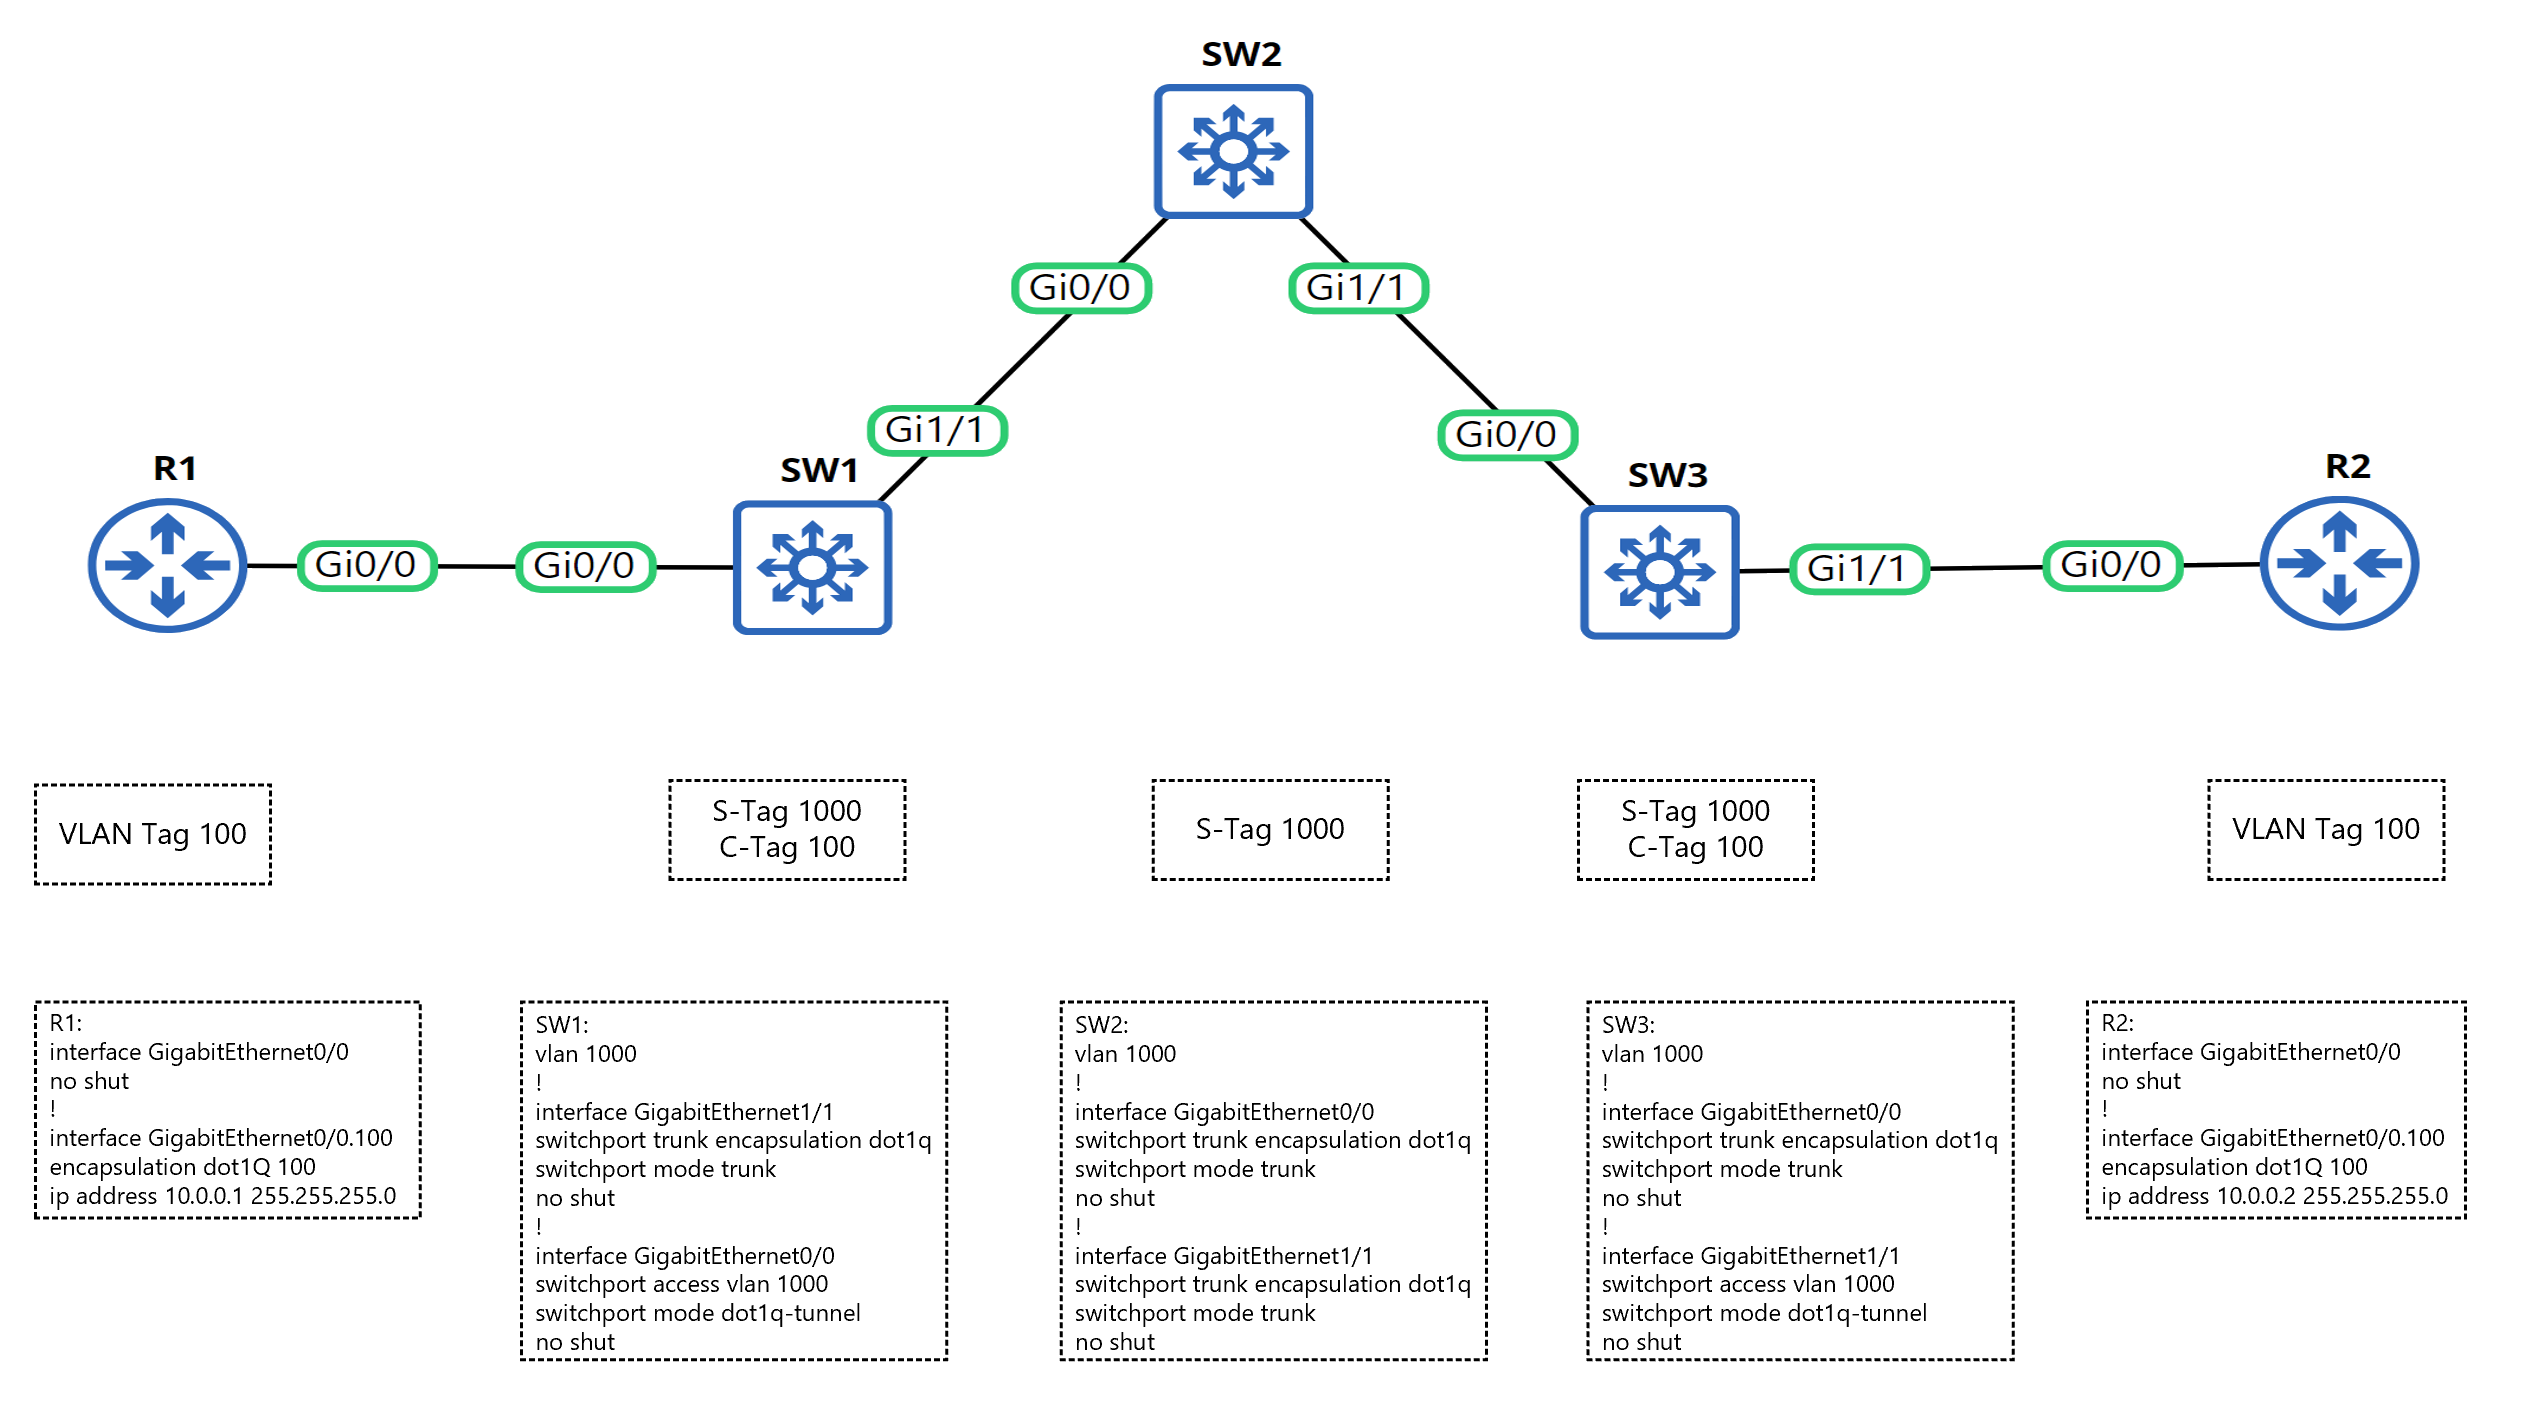 SW2
Gi0/0
Gi1/1
Gi1/1
Gi0/0
R1
SW1
SW3
R2
Gi0/0
Gi0/0
Gi1/1
Gi0/0
VLAN Tag 100
S-Tag 1000
C-Tag 100
S-Tag 1000
S-Tag 1000
C-Tag 100
VLAN Tag 100
R1:
interface GigabitEthernet0/0
no shut
!
interface GigabitEthernet0/0.100
encapsulation dot1Q 100
ip address 10.0.0.1 255.255.255.0
SW1:
vlan 1000
!
interface GigabitEthernet1/1
switchport trunk encapsulation dot1q
switchport mode trunk
no shut
!
interface GigabitEthernet0/0
switchport access vlan 1000
switchport mode dot1q-tunnel
no shut
SW2:
vlan 1000
!
interface GigabitEthernet0/0
switchport trunk encapsulation dot1q
switchport mode trunk
no shut
!
interface GigabitEthernet1/1
switchport trunk encapsulation dot1q
switchport mode trunk
no shut
SW3:
vlan 1000
!
interface GigabitEthernet0/0
switchport trunk encapsulation dot1q
switchport mode trunk
no shut
!
interface GigabitEthernet1/1
switchport access vlan 1000
switchport mode dot1q-tunnel
no shut
R2:
interface GigabitEthernet0/0
no shut
!
interface GigabitEthernet0/0.100
encapsulation dot1Q 100
ip address 10.0.0.2 255.255.255.0